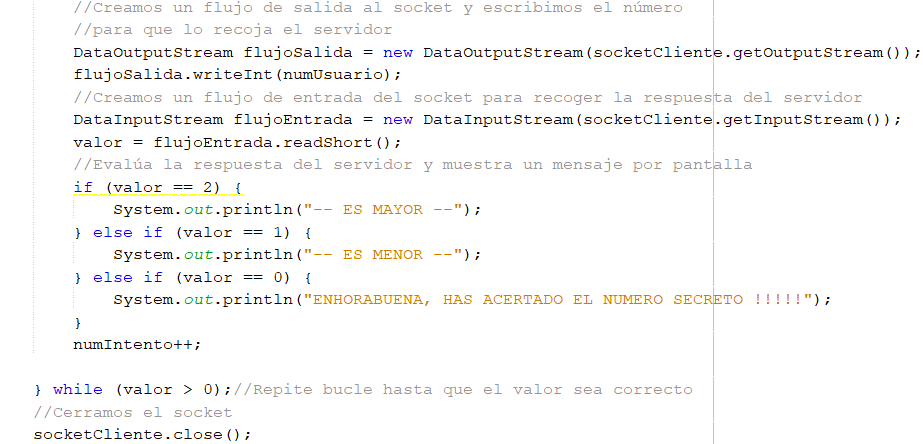 //Creamos un flujo de salida al socket y escribimos el número
//para que lo recoja el servidor
DataOutputStream flujoSalida = new DataOutputStream(socketCliente.getOutputStream());
flujoSalida.writeInt(numUsuario);
//Creamos un flujo de entrada del socket para recoger la respuesta del servidor
DataInputStream flujoEntrada = new DataInputStream(socketCliente.getInputStream());
valor = flujoEntrada.readShort();
//Evalúa la respuesta del servidor y muestra un mensaje por pantalla
if (valor == 2) {
    System.out.println("-- ES MAYOR --");
} else if (valor == 1) {
    System.out.println("-- ES MENOR --");
} else if (valor == 0) {
    System.out.println("ENHORABUENA, HAS ACERTADO EL NUMERO SECRETO !!!!!");
}
numIntento++;
} while (valor > 0);//Repite bucle hasta que el valor sea correcto
//Cerramos el socket
socketCliente.close();